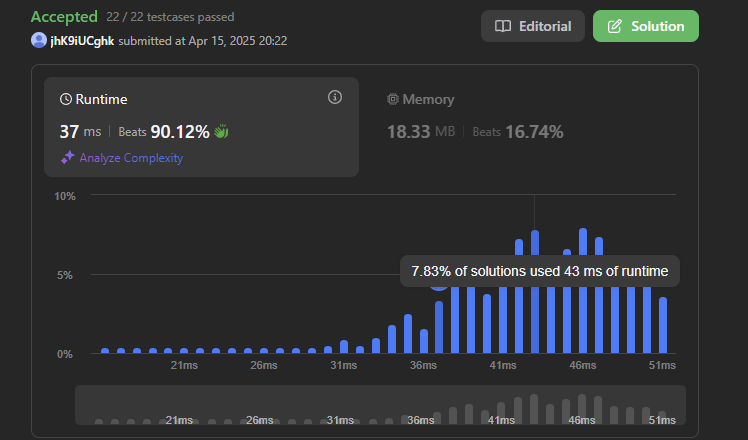 Accepted 22 / 22 testcases passed
jhK9iUCghk submitted at Apr 15, 2025 20:22
Editorial
Solution
Runtime
37 ms | Beats 90.12%
Analyze Complexity
Memory
18.33 MB | Beats 16.74%
10%
5%
0%
7.83% of solutions used 43 ms of runtime
21ms 26ms 31ms 36ms 41ms 46ms 51ms
21ms 26ms 31ms 36ms 41ms 46ms 51ms